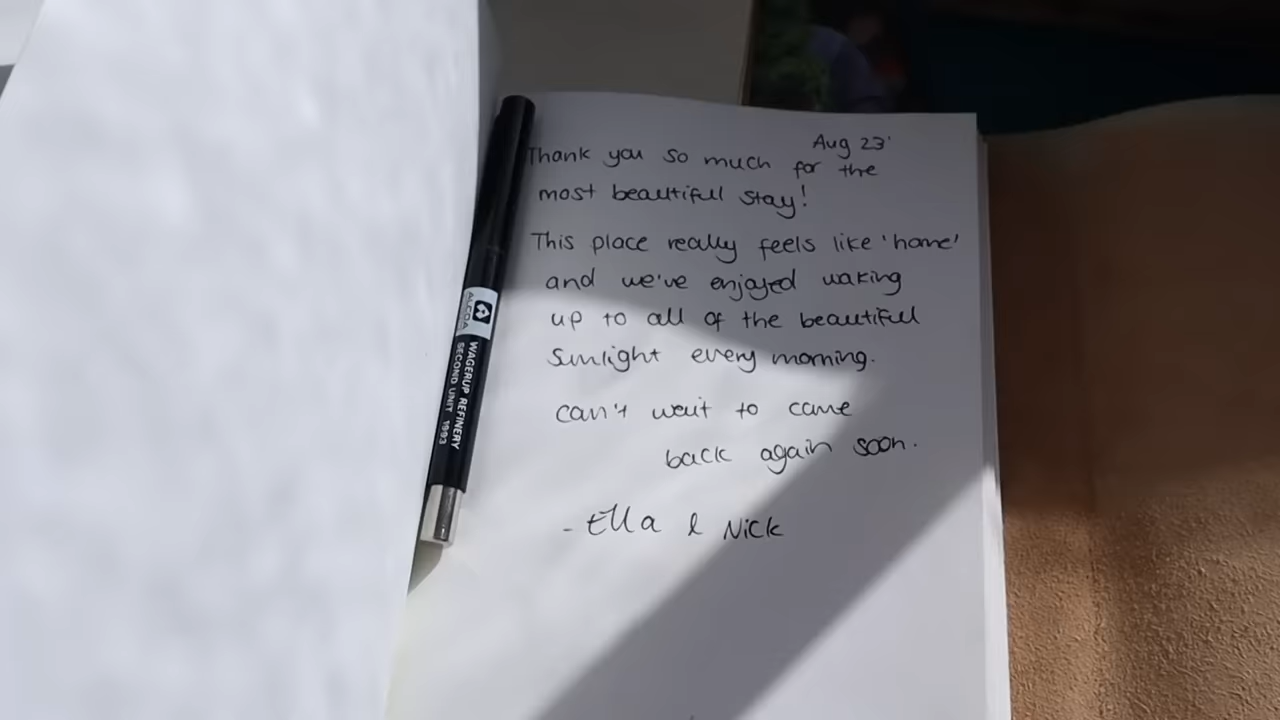 Aug 23'
Thank you so much for the
most beautiful stay!
This place really feels like 'home'
and we've enjoyed waking
up to all of the beautiful
sunlight every morning.
can't wait to come
back again soon.
- Ella & Nick
ALCOA
WAGERUP REFINERY
SECOND UNIT 1993